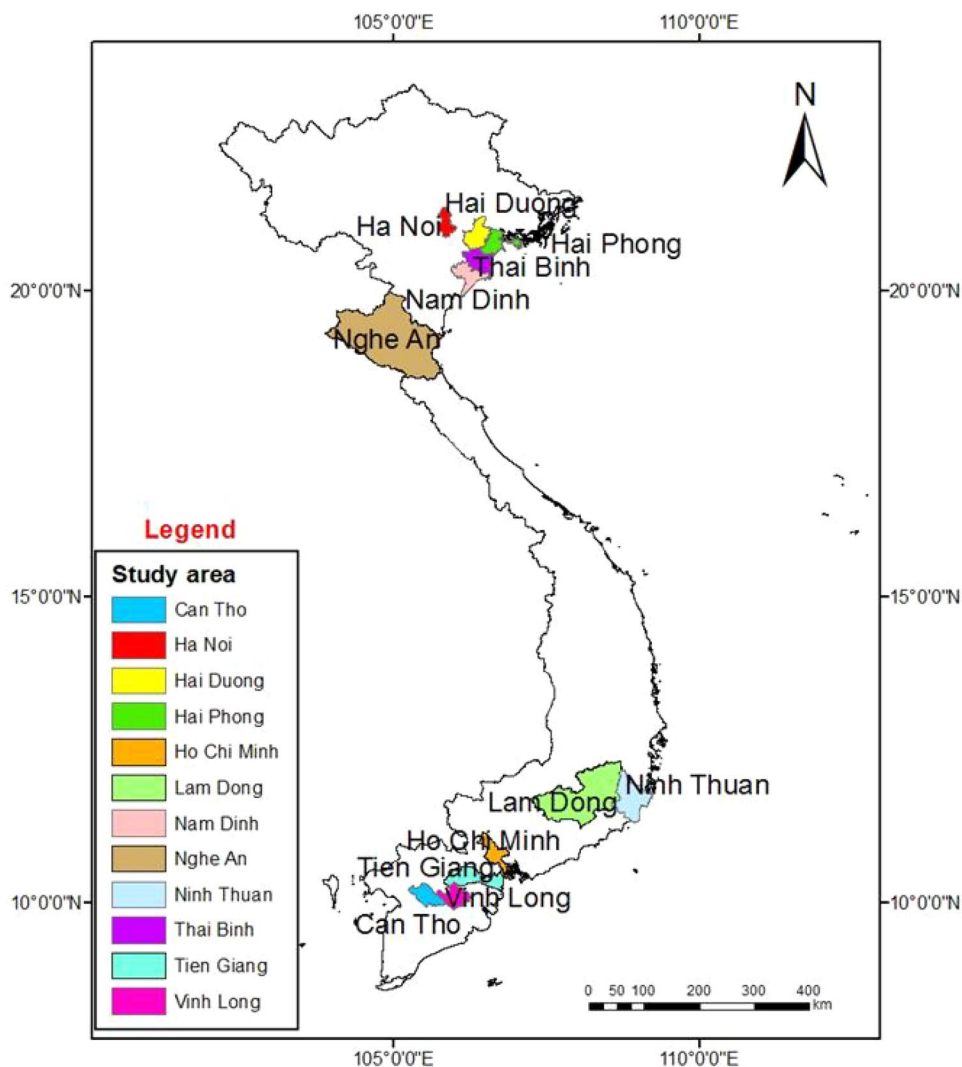 105°0'0"E 110°0'0"E
N
Hai Duong
Ha Noi
Hai Phong
Thai Binh
20°0'0"N 20°0'0"N
Nam Dinh
Nghe An
Legend
Study area
15°0'0"N 15°0'0"N
Can Tho
Ha Noi
Hai Duong
Hai Phong
Ho Chi Minh
Lam Dong
Nam Dinh
Nghe An
Ninh Thuan
Thai Binh
Tien Giang
Vinh Long
Ninh Thuan
Lam Dong
Ho Chi Minh
Tien Giang
Vinh Long
10°0'0"N 10°0'0"N
Can Tho
0 50 100 200 300 400
km
105°0'0"E 110°0'0"E